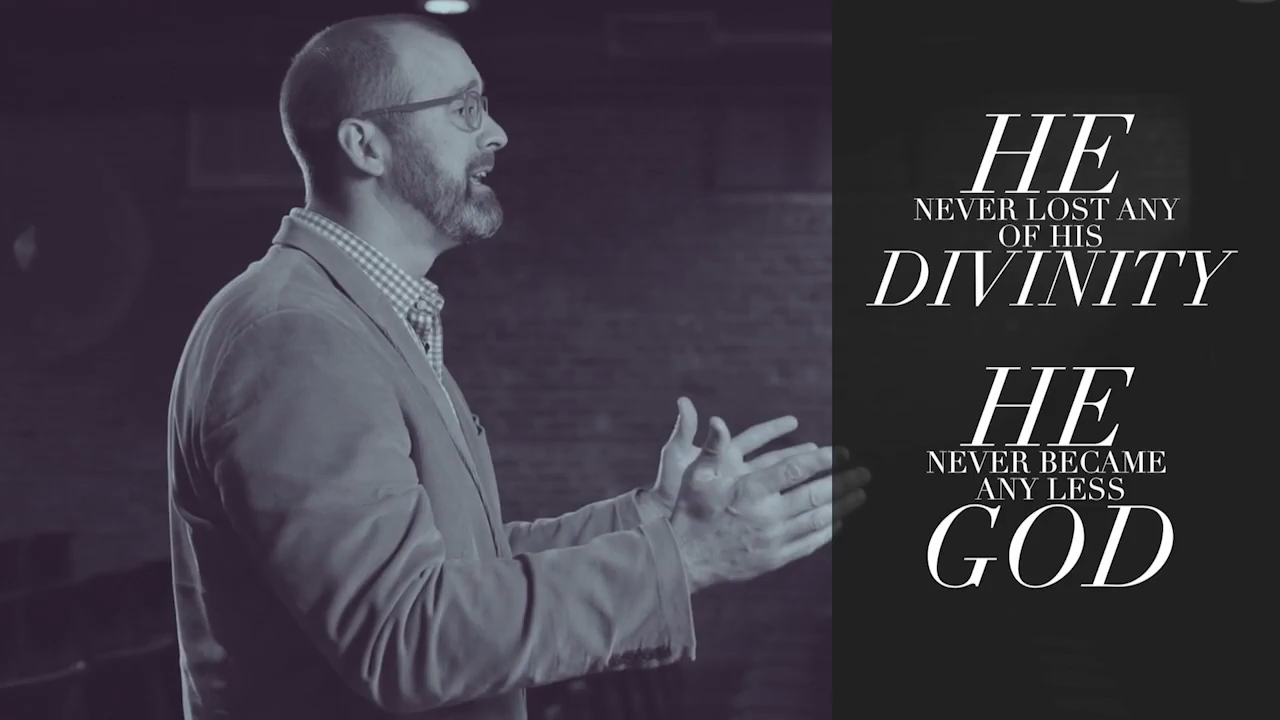 HE
NEVER LOST ANY
OF HIS
DIVINITY
HE
NEVER BECAME
ANY LESS
GOD